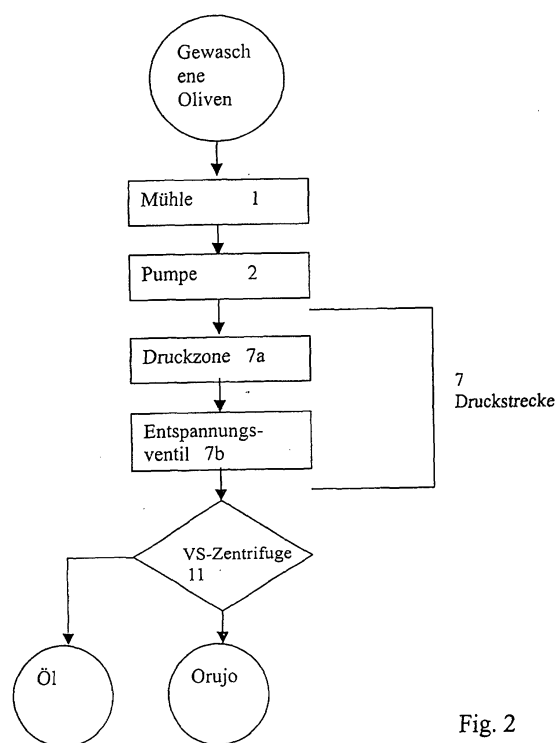 Gewasch
ene
Oliven
Mühle 1
Pumpe 2
Druckzone 7a
Entspannungs-
ventil 7b
7
Druckstrecke
VS-Zentrifuge
11
Öl
Orujo
Fig. 2